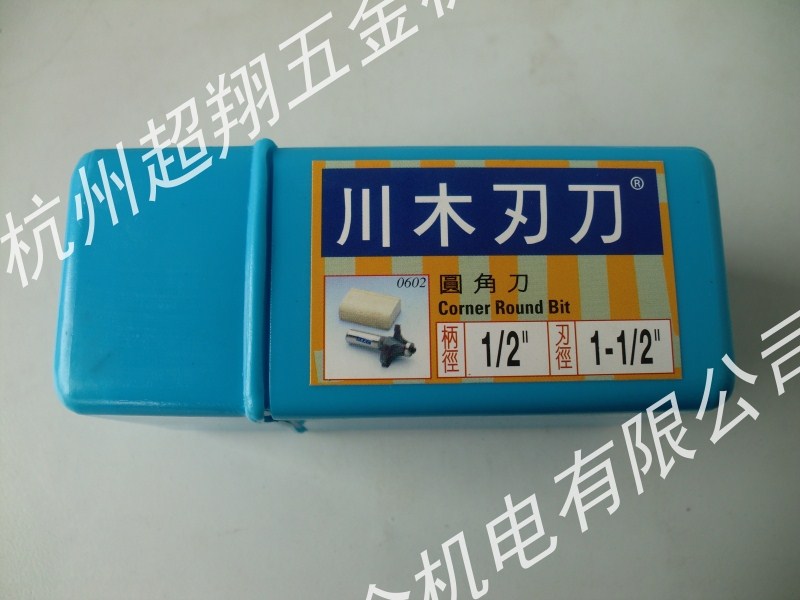 杭州超翔五金机
川木刃刀®
0602
圓角刀
Corner Round Bit
柄徑 1/2" 刃徑 1-1/2"
金机电有限公司